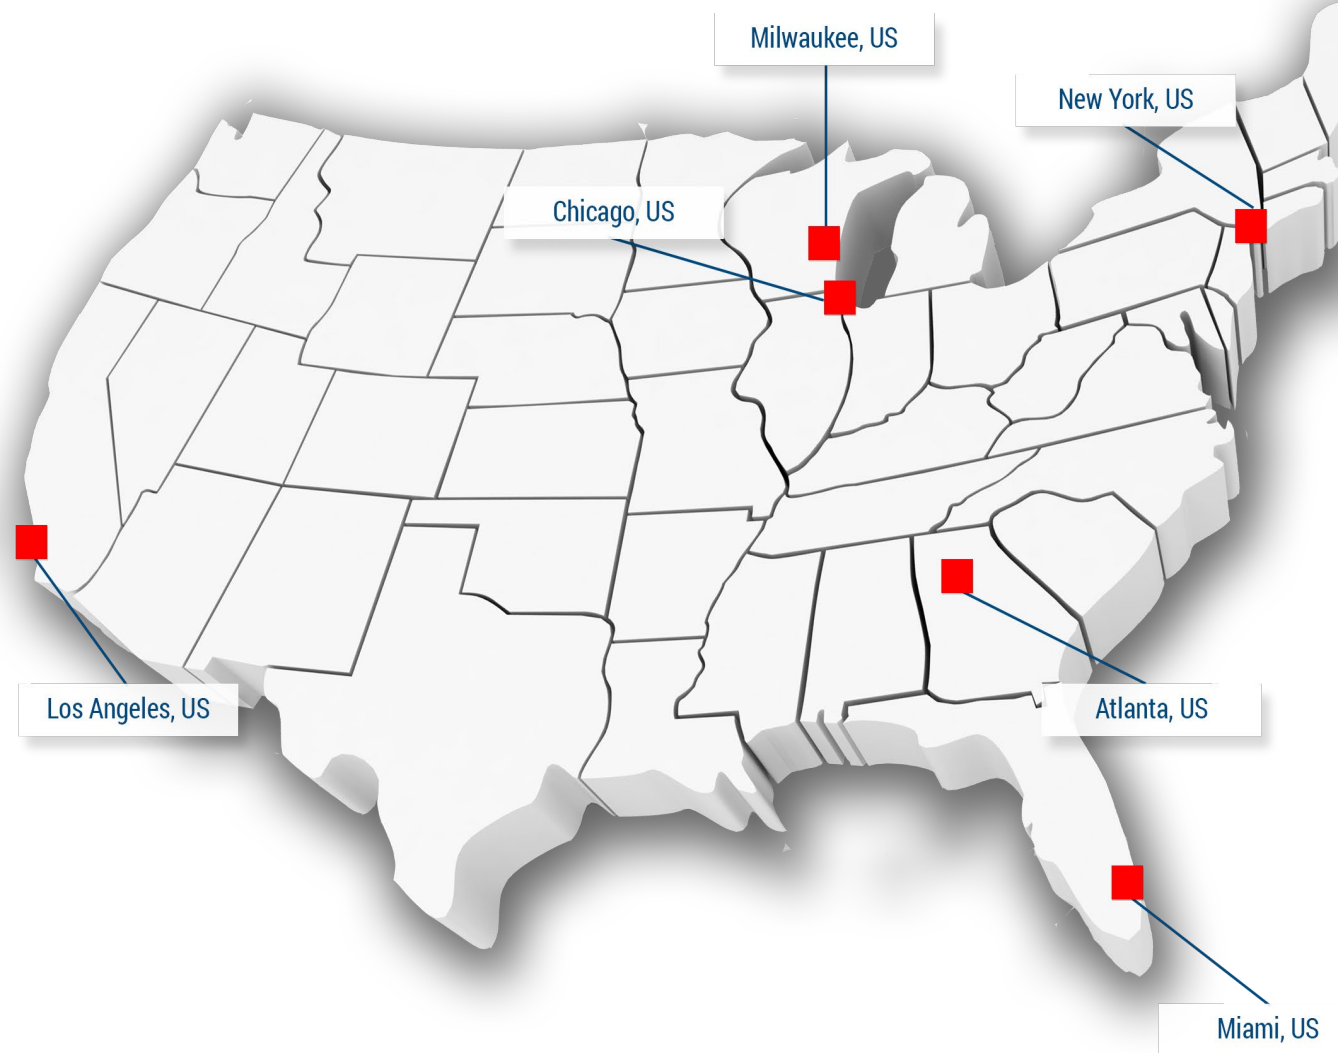 Milwaukee, US
New York, US
Chicago, US
Los Angeles, US
Atlanta, US
Miami, US